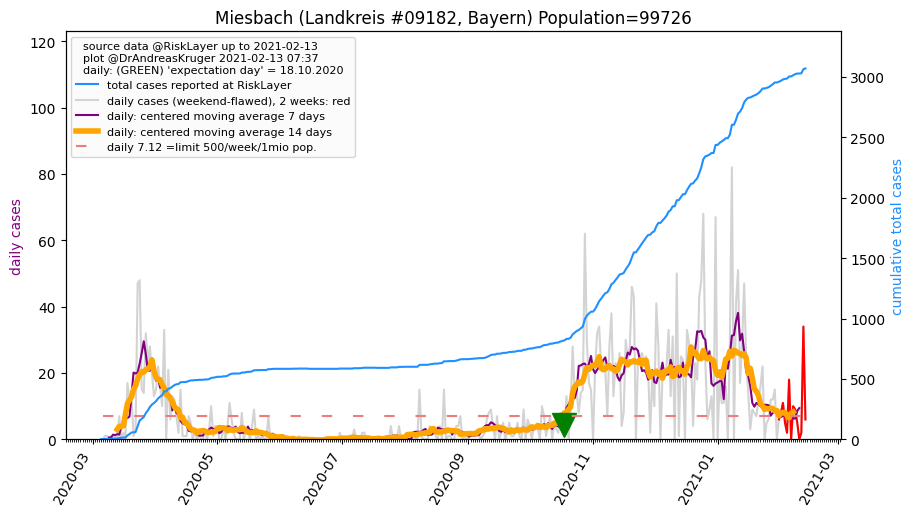 Miesbach (Landkreis #09182, Bayern) Population=99726
source data @RiskLayer up to 2021-02-13
plot @DrAndreasKruger 2021-02-13 07:37
daily: (GREEN) 'expectation day' = 18.10.2020
total cases reported at RiskLayer
daily cases (weekend-flawed), 2 weeks: red
daily: centered moving average 7 days
daily: centered moving average 14 days
daily 7.12 =limit 500/week/1mio pop.
daily cases
120
100
80
60
40
20
0
cumulative total cases
3000
2500
2000
1500
1000
500
0
2020-03
2020-05
2020-07
2020-09
2020-11
2021-01
2021-03